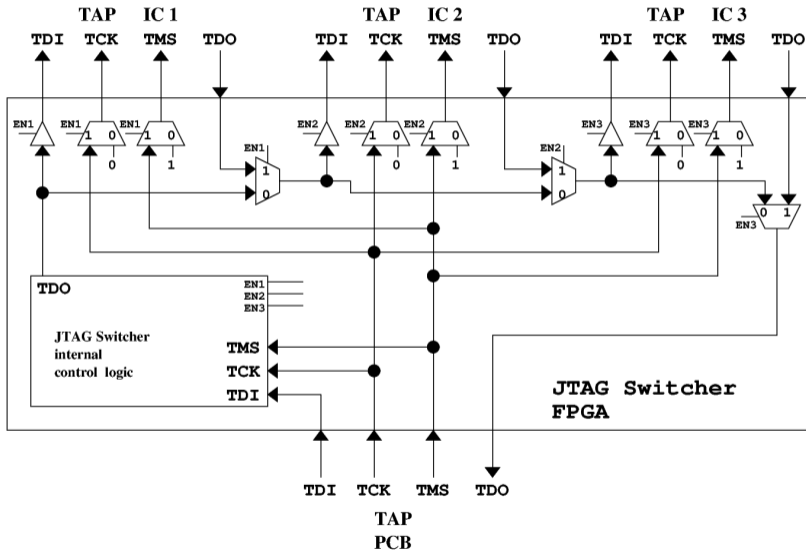 TAP IC 1 TAP IC 2 TAP IC 3
TDI TCK TMS TDO TDI TCK TMS TDO TDI TCK TMS TDO
EN1 EN1 1 0 EN1 1 0 EN2 EN2 1 0 EN2 1 0 EN3 EN3 1 0 EN3 1 0
0 1 0 1 0 1
EN1 EN2
1 1
0 0
0 1
EN3
TDO
EN1
EN2
EN3
JTAG Switcher
internal
control logic
TMS
TCK
TDI
JTAG Switcher
FPGA
TDI TCK TMS TDO
TAP
PCB